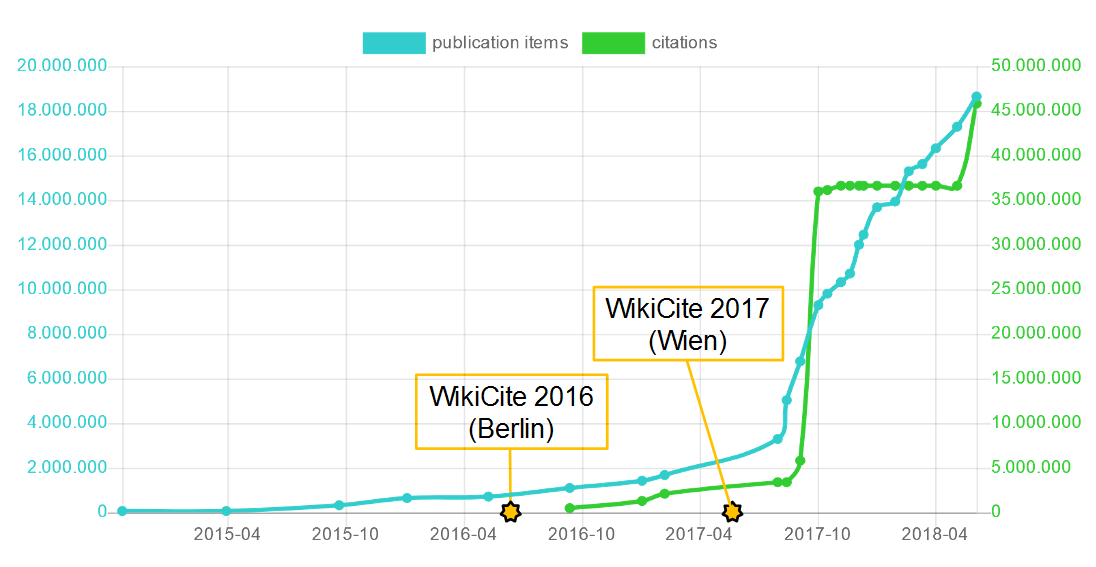 publication items citations
20.000.000 50.000.000
18.000.000 45.000.000
16.000.000 40.000.000
14.000.000 35.000.000
12.000.000 30.000.000
10.000.000 25.000.000
8.000.000 20.000.000
6.000.000 15.000.000
4.000.000 10.000.000
2.000.000 5.000.000
0 0
WikiCite 2017
(Wien)
WikiCite 2016
(Berlin)
2015-04 2015-10 2016-04 2016-10 2017-04 2017-10 2018-04